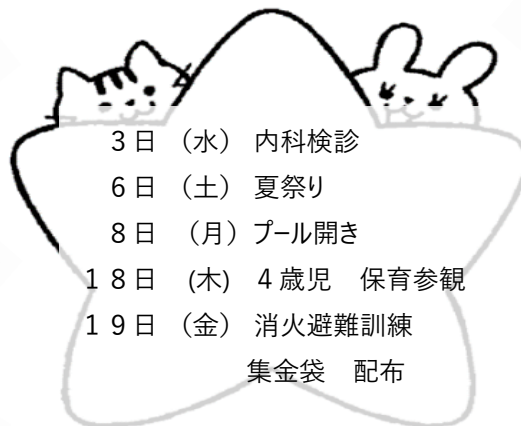 3日 （水） 内科検診
6日 （土） 夏祭り
8日 （月）プール開き
１８日 (木) ４歳児　保育参観
１９日 （金） 消火避難訓練
集金袋　配布